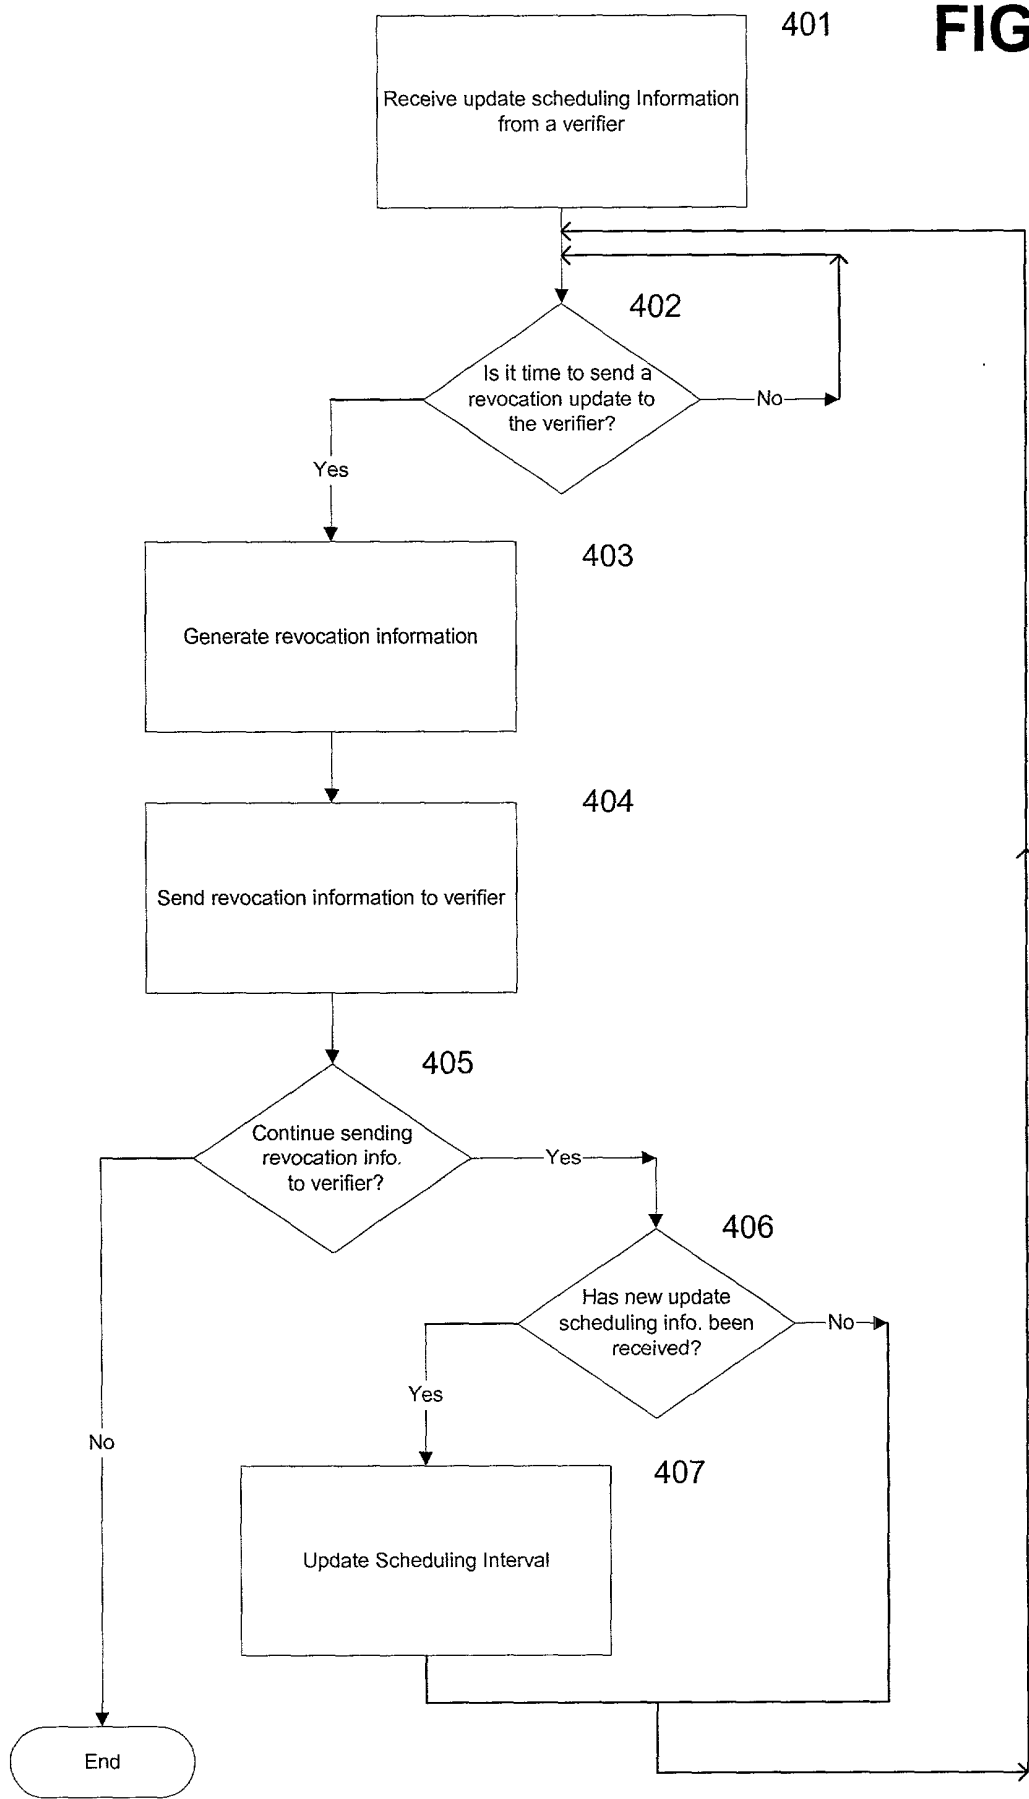 401
FIG
Receive update scheduling Information
from a verifier
402
Is it time to send a
revocation update to
the verifier?
No
Yes
403
Generate revocation information
404
Send revocation information to verifier
405
Continue sending
revocation info.
to verifier?
Yes
406
Has new update
scheduling info. been
received?
No
Yes
No
407
Update Scheduling Interval
End